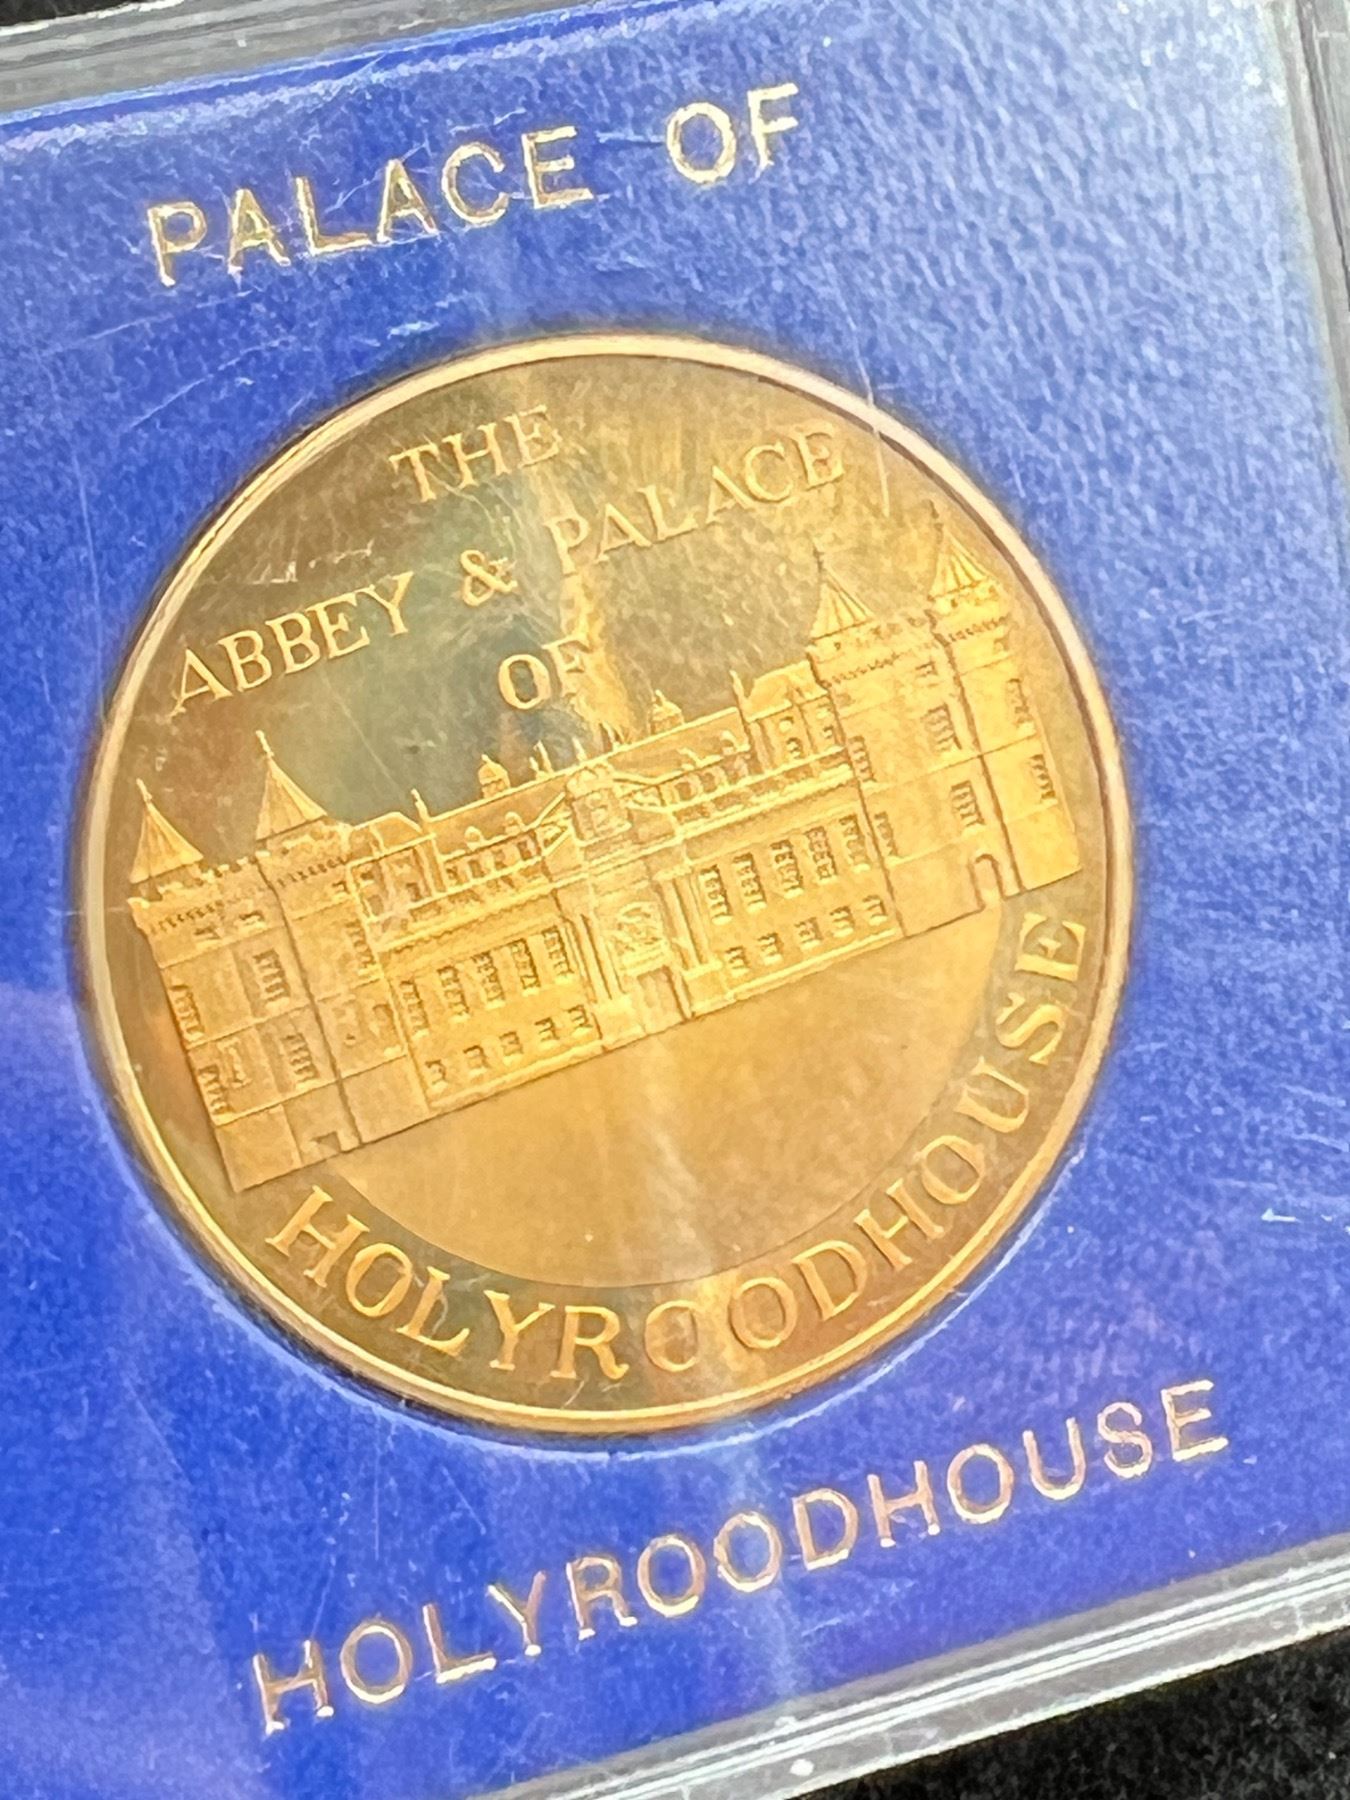 PALACE OF
THE
ABBEY & PALACE
OF
HOLYROODHOUSE
HOLYROODHOUSE